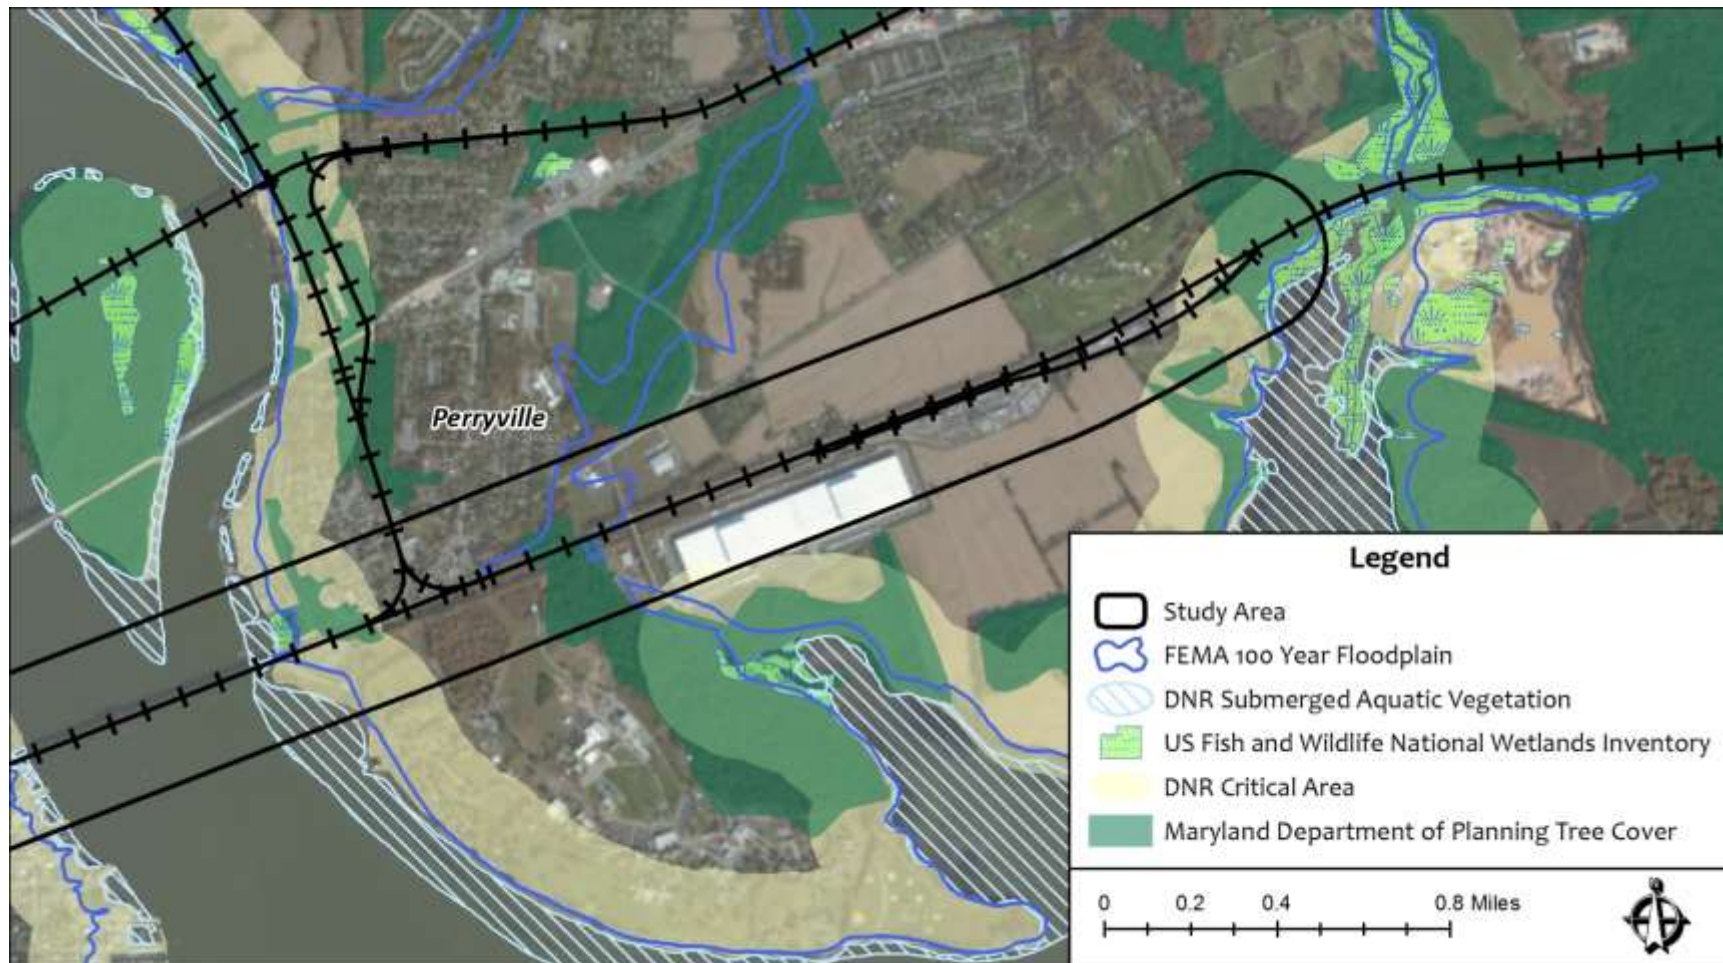 Perryville
Legend
Study Area
FEMA 100 Year Floodplain
DNR Submerged Aquatic Vegetation
US Fish and Wildlife National Wetlands Inventory
DNR Critical Area
Maryland Department of Planning Tree Cover
0 0.2 0.4 0.8 Miles